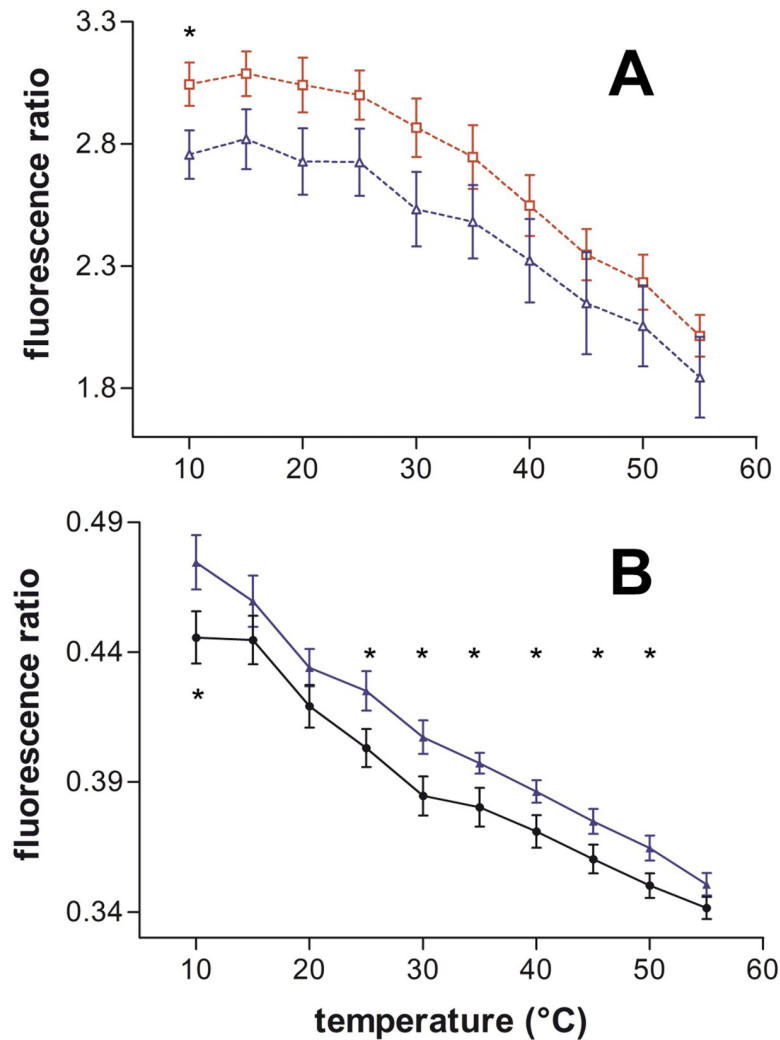 3.3
*
A
2.8
2.3
1.8
fluorescence ratio
10 20 30 40 50 60
0.49
B
0.44
* * * * * *
*
0.39
0.34
fluorescence ratio
10 20 30 40 50 60
temperature (°C)